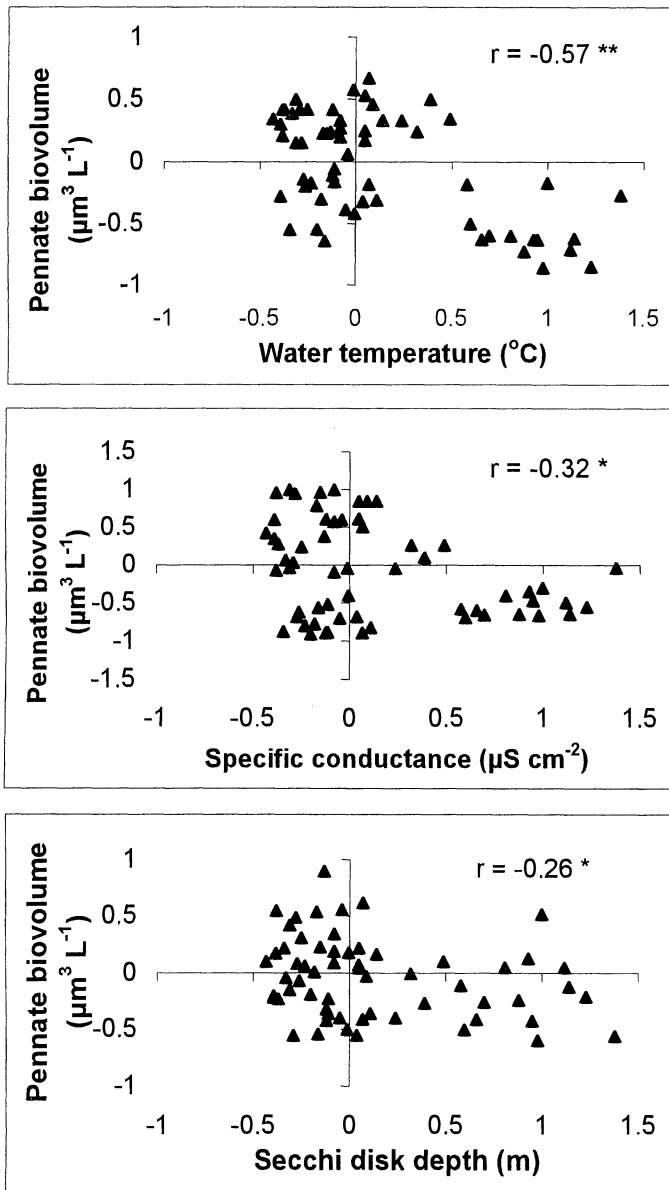 r = -0.57 **
1
0.5
0
-0.5
-1
Pennate biovolume
(µm³ L⁻¹)
-1 -0.5 0 0.5 1 1.5
Water temperature (°C)
r = -0.32 *
1.5
1
0.5
0
-0.5
-1
-1.5
Pennate biovolume
(µm³ L⁻¹)
-1 -0.5 0 0.5 1 1.5
Specific conductance (µS cm⁻²)
r = -0.26 *
1
0.5
0
-0.5
-1
Pennate biovolume
(µm³ L⁻¹)
-1 -0.5 0 0.5 1 1.5
Secchi disk depth (m)